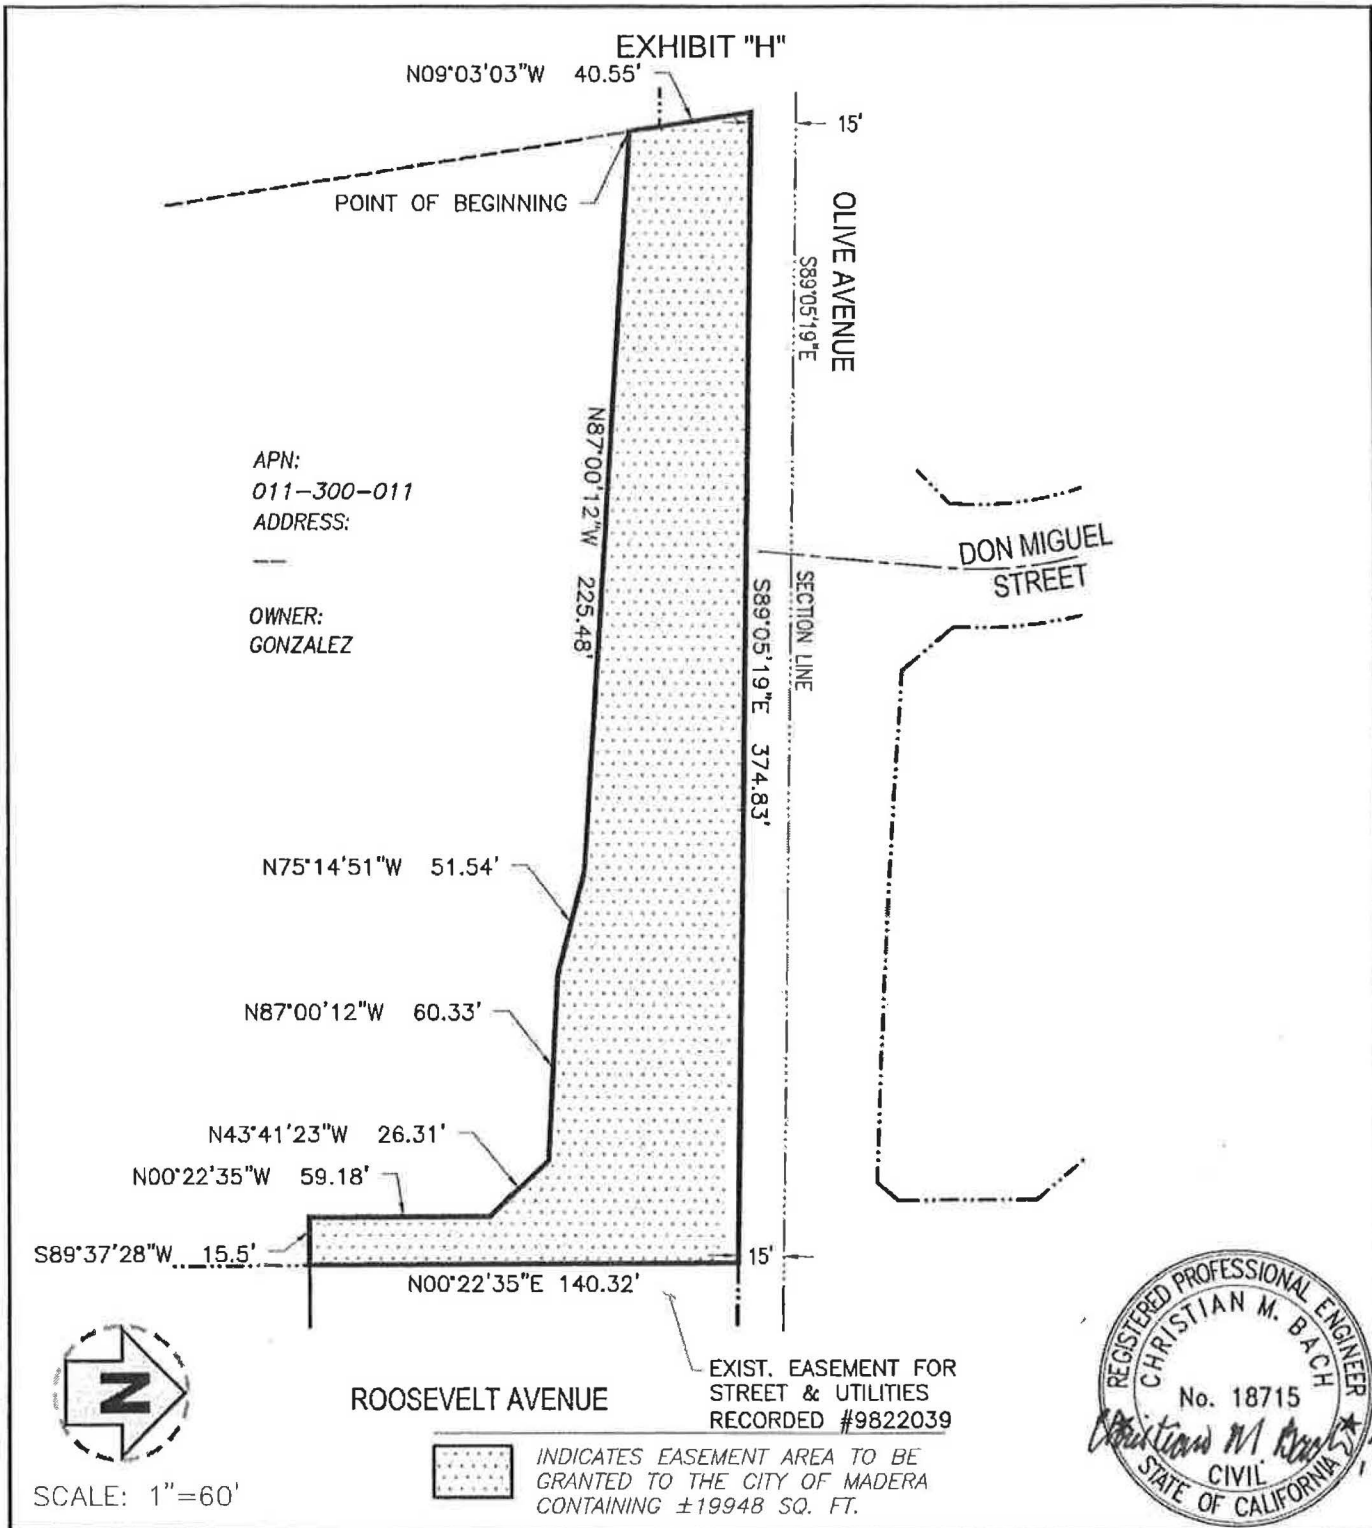 EXHIBIT "H"
N09°03'03"W 40.55'
15'
POINT OF BEGINNING
OLIVE AVENUE
S89°05'19"E
N87°00'12"W 225.48'
APN:
011-300-011
ADDRESS:
---
OWNER:
GONZALEZ
DON MIGUEL
STREET
SECTION LINE
S89°05'19"E 374.83'
N75°14'51"W 51.54'
N87°00'12"W 60.33'
N43°41'23"W 26.31'
N00°22'35"W 59.18'
S89°37'28"W 15.5'
15'
N00°22'35"E 140.32'
N
SCALE: 1"=60'
ROOSEVELT AVENUE
EXIST. EASEMENT FOR
STREET & UTILITIES
RECORDED #9822039
INDICATES EASEMENT AREA TO BE
GRANTED TO THE CITY OF MADERA
CONTAINING ±19948 SQ. FT.
REGISTERED PROFESSIONAL ENGINEER
CHRISTIAN M. BACH
No. 18715
Christian M Bach
CIVIL
STATE OF CALIFORNIA